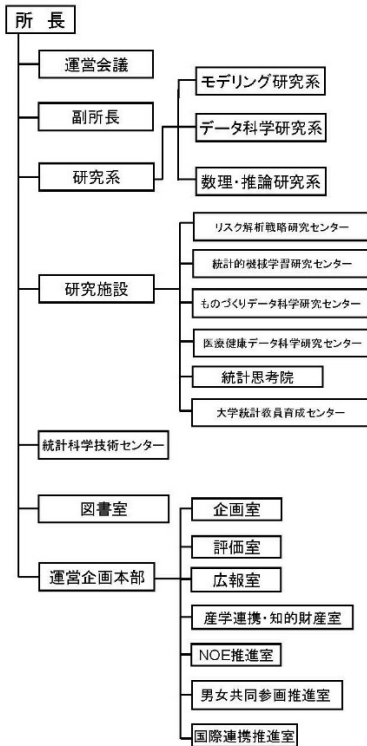 所 長
運営会議
副所長
研究系
モデリング研究系
データ科学研究系
数理・推論研究系
研究施設
リスク解析戦略研究センター
統計的機械学習研究センター
ものづくりデータ科学研究センター
医療健康データ科学研究センター
統計思考院
大学統計教員育成センター
統計科学技術センター
図書室
運営企画本部
企画室
評価室
広報室
産学連携・知的財産室
NOE推進室
男女共同参画推進室
国際連携推進室